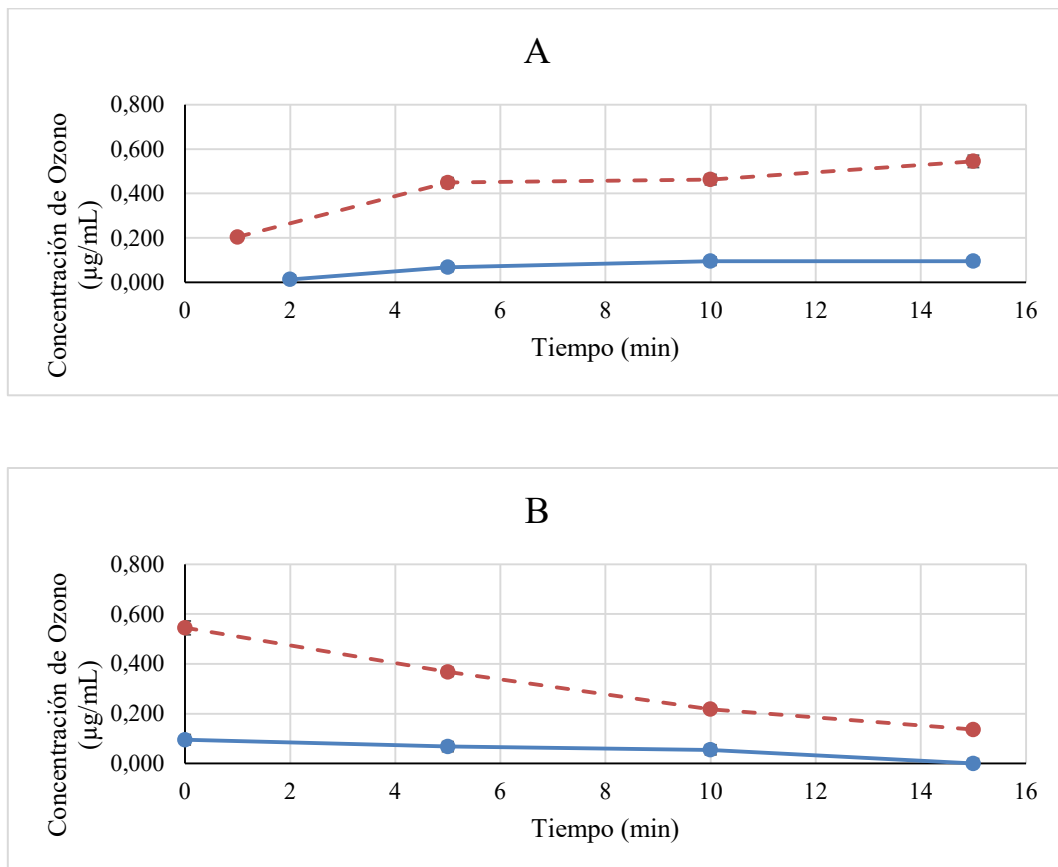 A
Concentración de Ozono
(µg/mL)
0,800
0,600
0,400
0,200
0,000
0 2 4 6 8 10 12 14 16
Tiempo (min)
B
Concentración de Ozono
(µg/mL)
0,800
0,600
0,400
0,200
0,000
0 2 4 6 8 10 12 14 16
Tiempo (min)